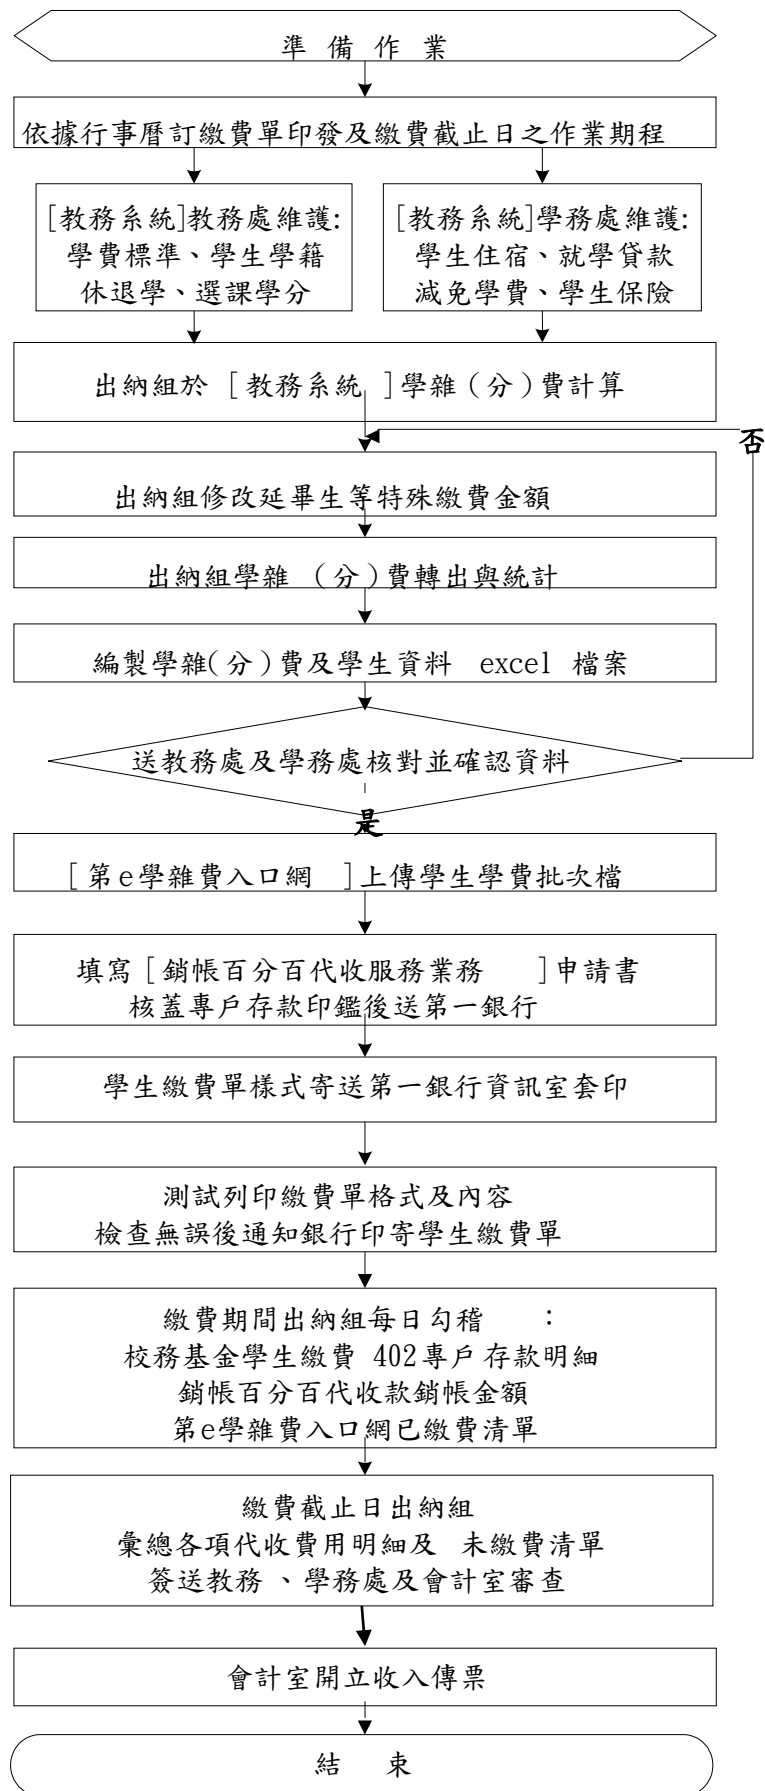 準備作業
依據行事曆訂繳費單印發及繳費截止日之作業期程
[教務系統]教務處維護:
學費標準、學生學籍
休退學、選課學分
[教務系統]學務處維護:
學生住宿、就學貸款
減免學費、學生保險
出納組於[教務系統]學雜(分)費計算
否
出納組修改延畢生等特殊繳費金額
出納組學雜(分)費轉出與統計
編製學雜(分)費及學生資料 excel 檔案
送教務處及學務處核對並確認資料
是
[第e學雜費入口網]上傳學生學費批次檔
填寫[銷帳百分百代收服務業務]申請書
核蓋專戶存款印鑑後送第一銀行
學生繳費單樣式寄送第一銀行資訊室套印
測試列印繳費單格式及內容
檢查無誤後通知銀行印寄學生繳費單
繳費期間出納組每日勾稽:
校務基金學生繳費 402專戶存款明細
銷帳百分百代收款銷帳金額
第e學雜費入口網已繳費清單
繳費截止日出納組
彙總各項代收費用明細及 未繳費清單
簽送教務、學務處及會計室審查
會計室開立收入傳票
結 束